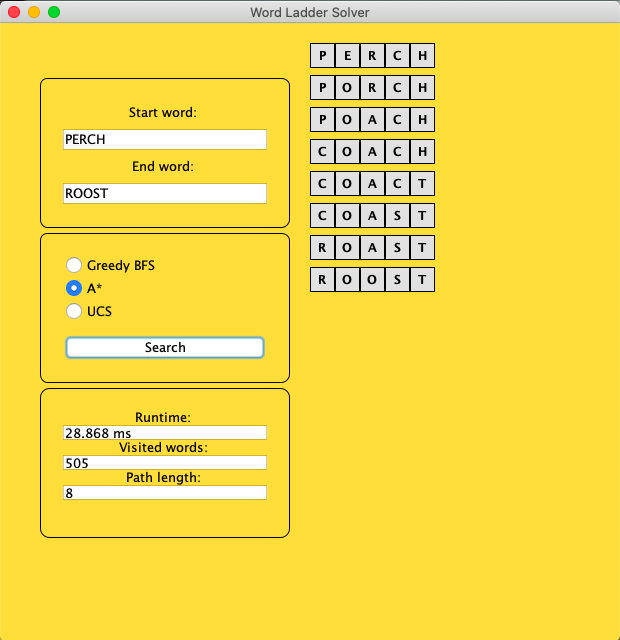 Word Ladder Solver
Start word:
PERCH
End word:
ROOST
Greedy BFS
A*
UCS
Search
Runtime:
28.868 ms
Visited words:
505
Path length:
8
P E R C H
P O R C H
P O A C H
C O A C H
C O A C T
C O A S T
R O A S T
R O O S T